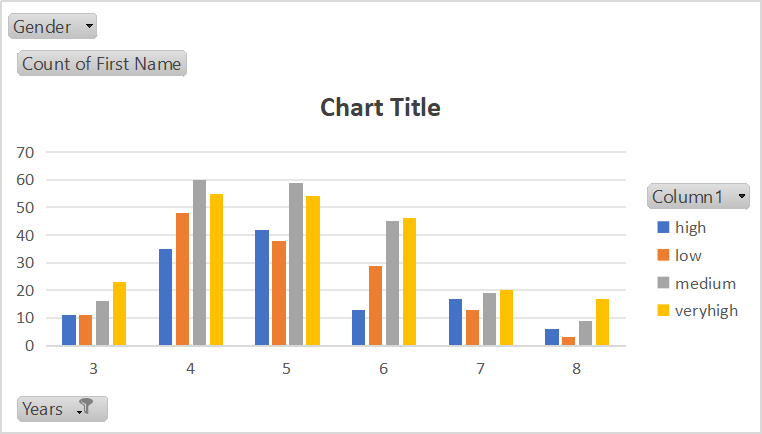 Gender
Count of First Name
Chart Title
70
60
50
40
30
20
10
0
3 4 5 6 7 8
Column1
high
low
medium
veryhigh
Years